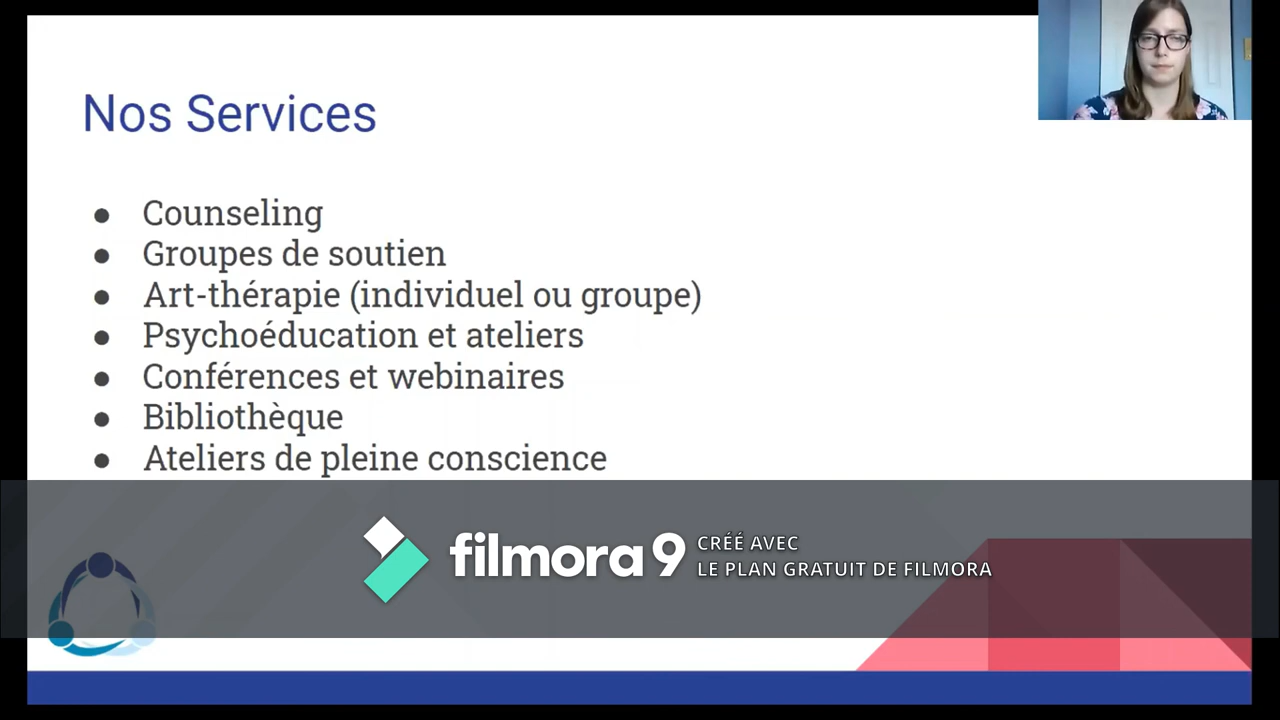 Nos Services
● Counseling
● Groupes de soutien
● Art-thérapie (individuel ou groupe)
● Psychoéducation et ateliers
● Conférences et webinaires
● Bibliothèque
● Ateliers de pleine conscience
filmora 9
CRÉÉ AVEC
LE PLAN GRATUIT DE FILMORA